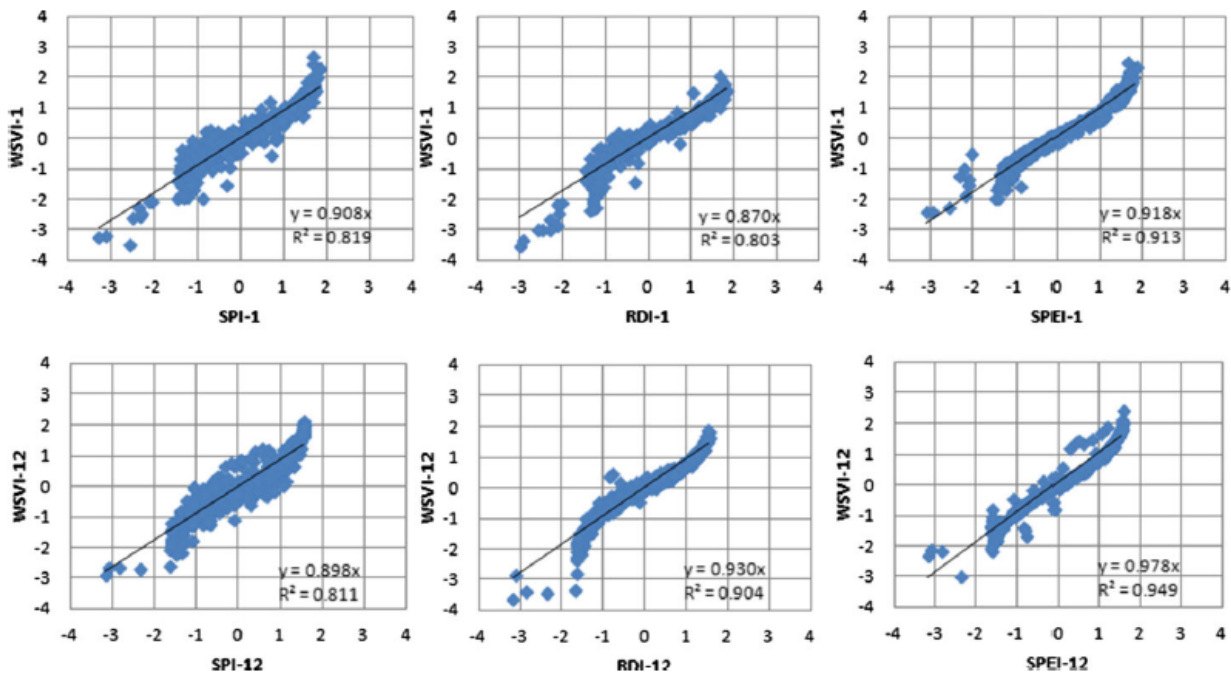 4
3
2
1
0
-1
-2
-3
-4
WSVI-1
y = 0.908x
R² = 0.819
-4 -3 -2 -1 0 1 2 3 4
SPI-1
4
3
2
1
0
-1
-2
-3
-4
WSVI-1
y = 0.870x
R² = 0.803
-4 -3 -2 -1 0 1 2 3 4
RDI-1
4
3
2
1
0
-1
-2
-3
-4
WSVI-1
y = 0.918x
R² = 0.913
-4 -3 -2 -1 0 1 2 3 4
SPEI-1
4
3
2
1
0
-1
-2
-3
-4
WSVI-12
y = 0.898x
R² = 0.811
-4 -3 -2 -1 0 1 2 3 4
SPI-12
4
3
2
1
0
-1
-2
-3
-4
WSVI-12
y = 0.930x
R² = 0.904
-4 -3 -2 -1 0 1 2 3 4
RDI-12
4
3
2
1
0
-1
-2
-3
-4
WSVI-12
y = 0.978x
R² = 0.949
-4 -3 -2 -1 0 1 2 3 4
SPEI-12